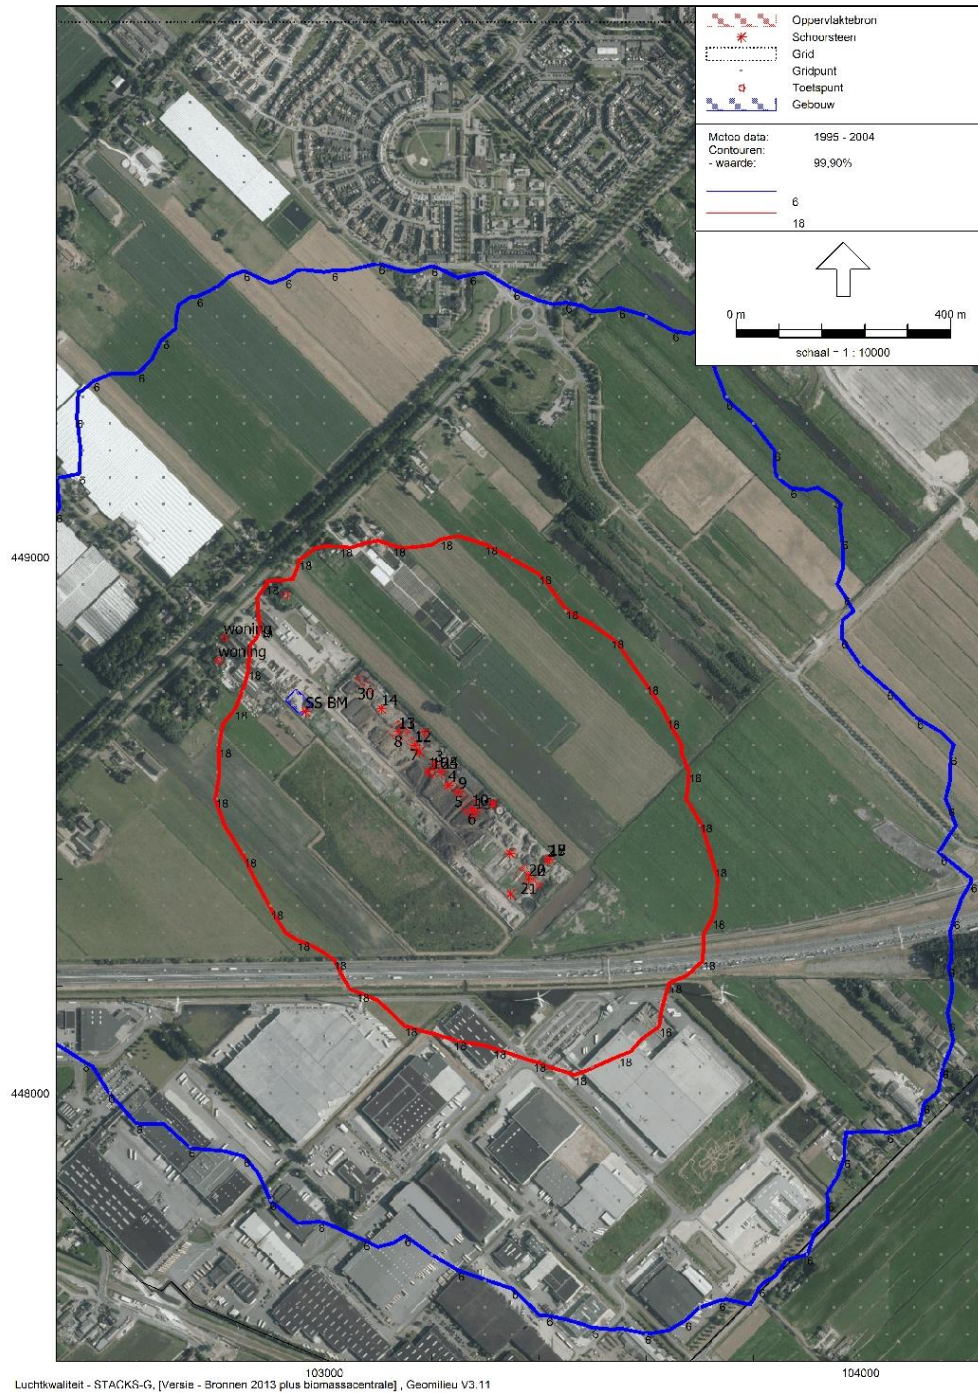 Oppervlaktebron
Schoorsteen
Grid
Gridpunt
Toetspunt
Gebouw
Meteo data: 1995 - 2004
Contouren:
- waarde: 99,90%
6
18
0 m 400 m
schaal = 1 : 10000
449000
woning
woning
SS BM
30
14
13
8
12
7
3
4
9
5
10
6
20
21
448000
103000 104000
Luchtkwaliteit - STACKS-G, [Versie - Bronnen 2013 plus biomassacentrale] , Geomilieu V3.11